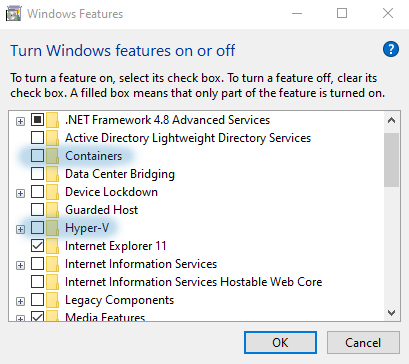 Windows Features
Turn Windows features on or off
To turn a feature on, select its check box. To turn a feature off, clear its
check box. A filled box means that only part of the feature is turned on.
.NET Framework 4.8 Advanced Services
Active Directory Lightweight Directory Services
Containers
Data Center Bridging
Device Lockdown
Guarded Host
Hyper-V
Internet Explorer 11
Internet Information Services
Internet Information Services Hostable Web Core
Legacy Components
Media Features
OK
Cancel